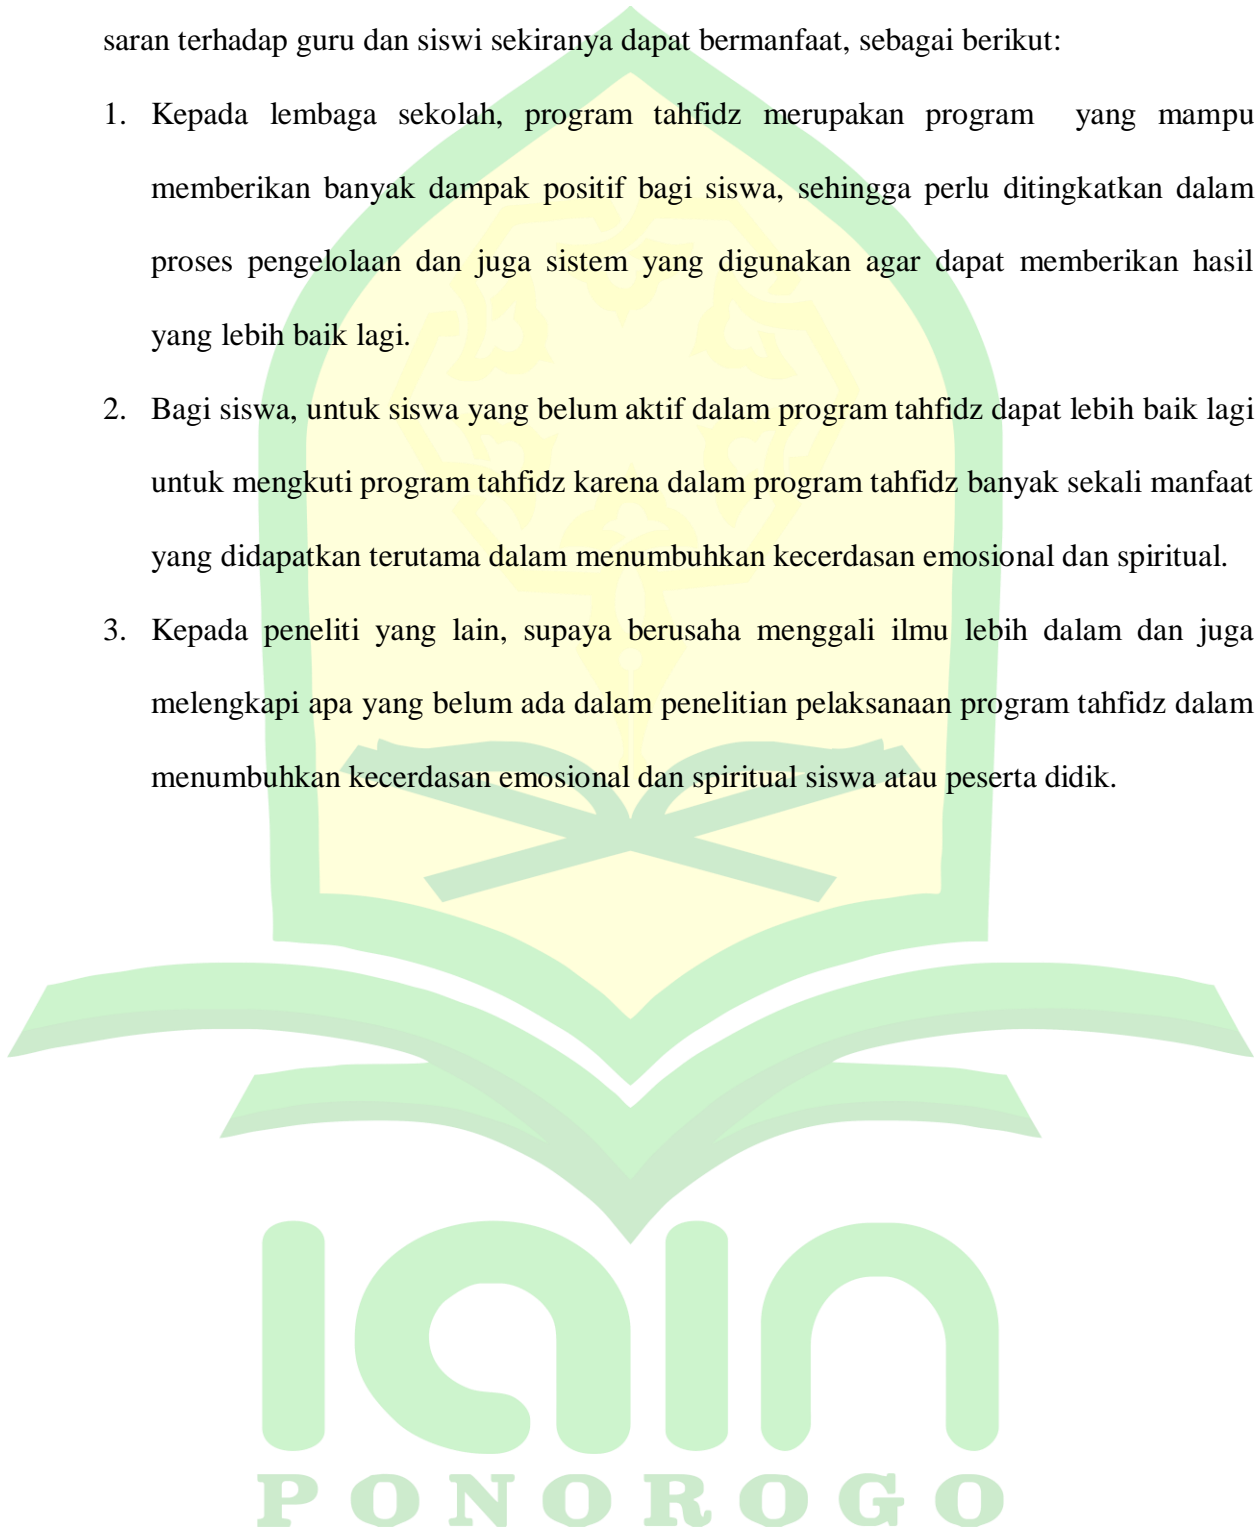 saran terhadap guru dan siswi sekiranya dapat bermanfaat, sebagai berikut:
1. Kepada lembaga sekolah, program tahfidz merupakan program yang mampu
memberikan banyak dampak positif bagi siswa, sehingga perlu ditingkatkan dalam
proses pengelolaan dan juga sistem yang digunakan agar dapat memberikan hasil
yang lebih baik lagi.
2. Bagi siswa, untuk siswa yang belum aktif dalam program tahfidz dapat lebih baik lagi
untuk mengkuti program tahfidz karena dalam program tahfidz banyak sekali manfaat
yang didapatkan terutama dalam menumbuhkan kecerdasan emosional dan spiritual.
3. Kepada peneliti yang lain, supaya berusaha menggali ilmu lebih dalam dan juga
melengkapi apa yang belum ada dalam penelitian pelaksanaan program tahfidz dalam
menumbuhkan kecerdasan emosional dan spiritual siswa atau peserta didik.
iain
PONOROGO